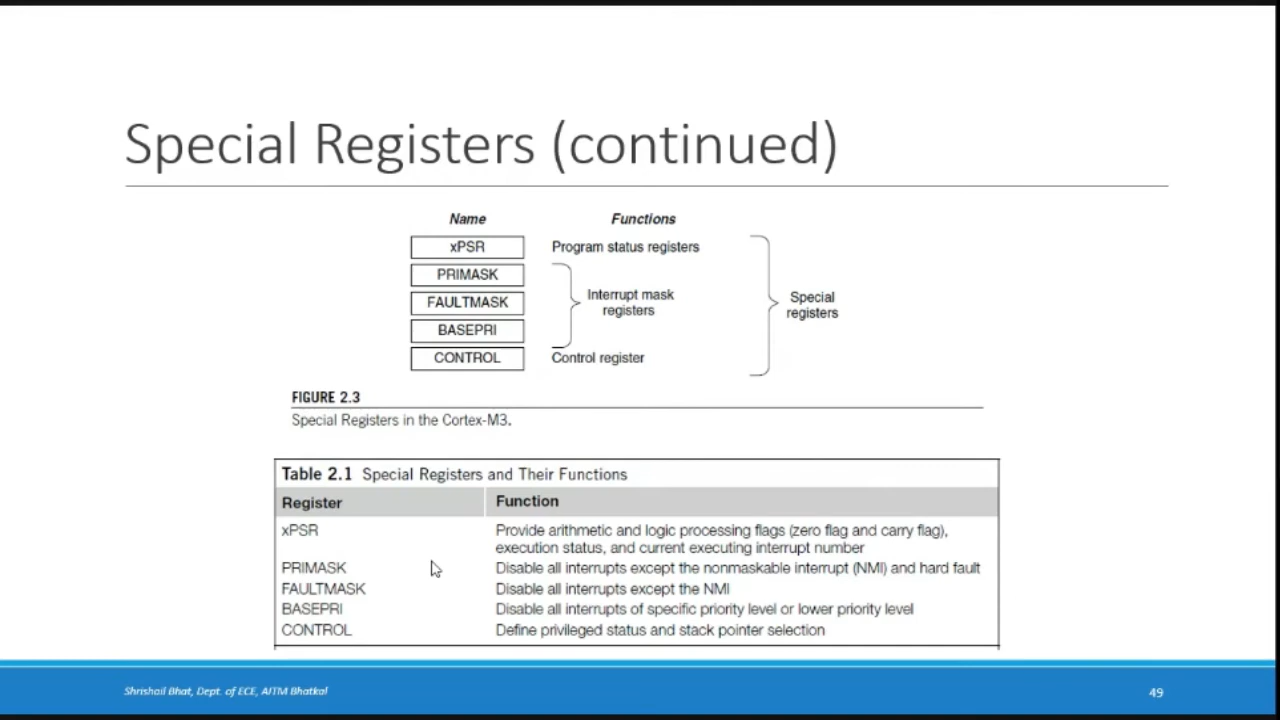 Special Registers (continued)
Name Functions
xPSR Program status registers
PRIMASK
FAULTMASK
BASEPRI
Interrupt mask
registers
CONTROL Control register
Special
registers
FIGURE 2.3
Special Registers in the Cortex-M3.
Table 2.1 Special Registers and Their Functions
Register Function
xPSR Provide arithmetic and logic processing flags (zero flag and carry flag),
execution status, and current executing interrupt number
PRIMASK Disable all interrupts except the nonmaskable interrupt (NMI) and hard fault
FAULTMASK Disable all interrupts except the NMI
BASEPRI Disable all interrupts of specific priority level or lower priority level
CONTROL Define privileged status and stack pointer selection
Shrishail Bhat, Dept. of ECE, AITM Bhatkal
49